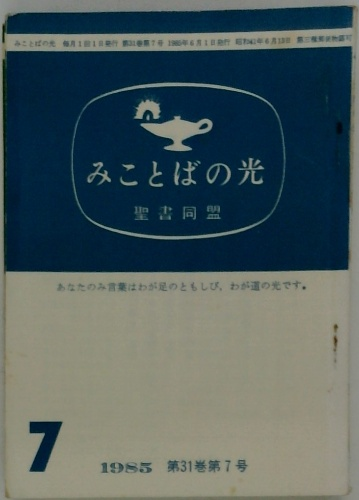 みことばの光 毎月1回1日発行 第31巻第7号 1985年6月1日発行 昭和42年6月13日 第三種郵便物認可
みことばの光
聖書同盟
あなたのみ言葉はわが足のともしび，わが道の光です。
7
1985 第31巻第7号